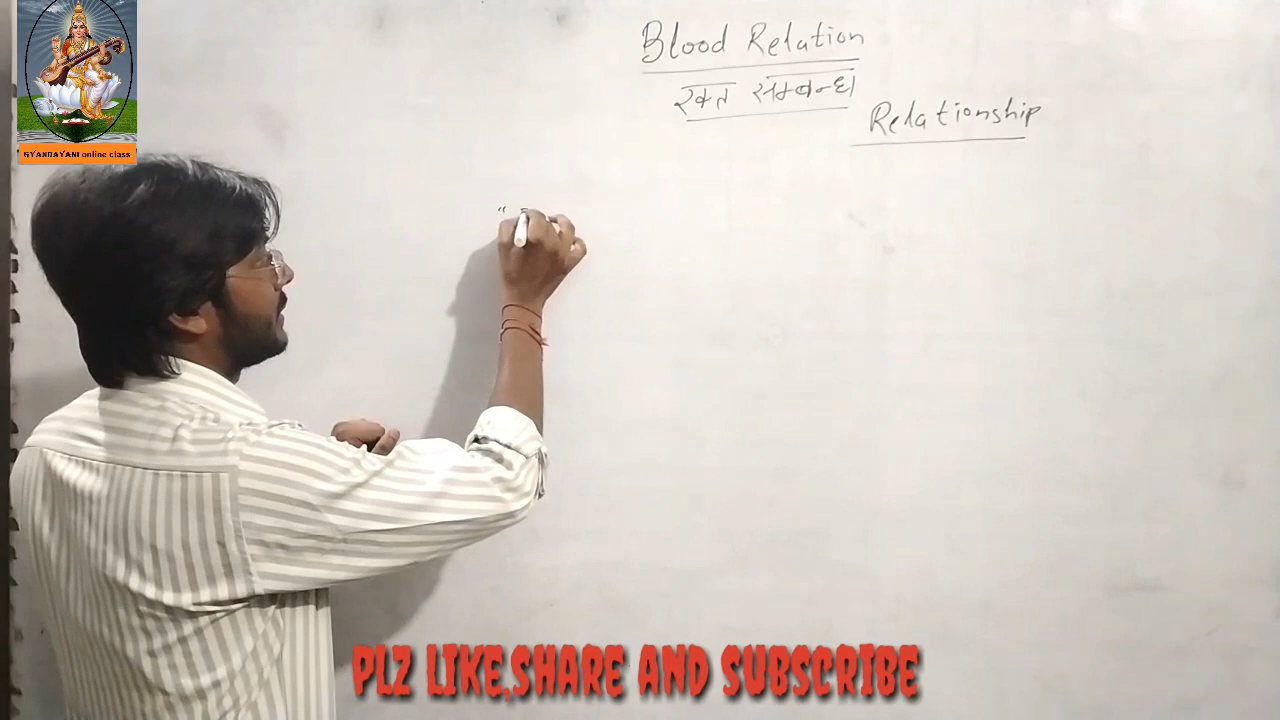 Blood Relation
रक्त सम्बन्ध
Relationship
GYANDAYANI online class
PLZ LIKE,SHARE AND SUBSCRIBE